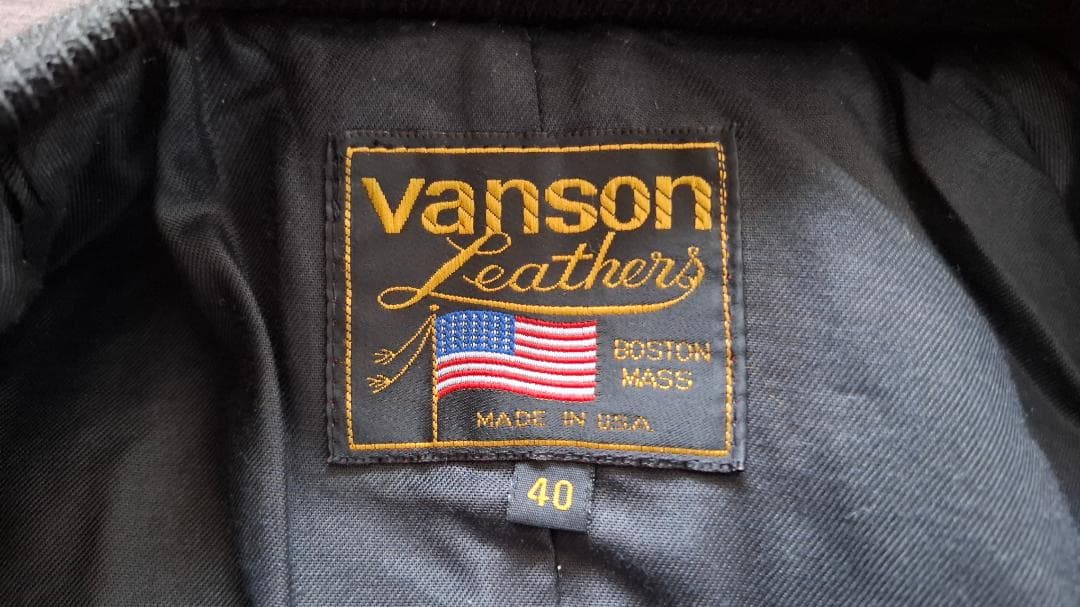 vanson
Leathers
BOSTON
MASS
MADE IN U.S.A.
40